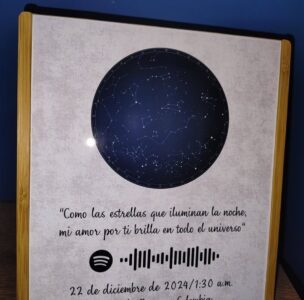 "Como las estrellas que iluminan la noche,
mi amor por ti brilla en todo el universo"
22 de diciembre de 2024/1:30 a.m.
Colombia